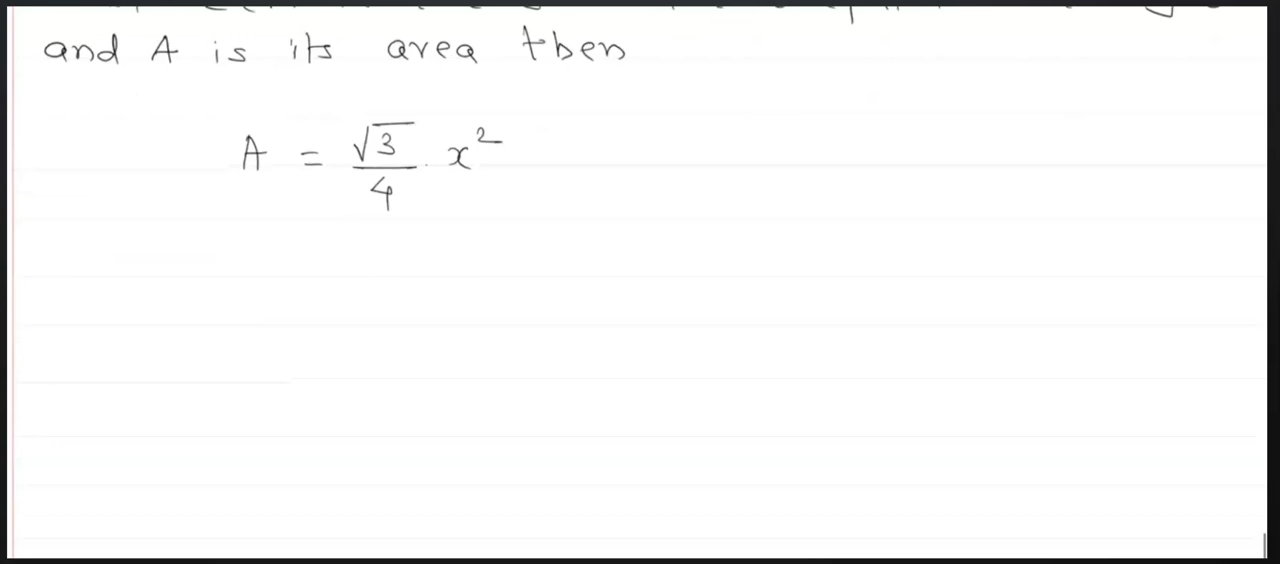 and A is its area then
A = √3/4 . x²